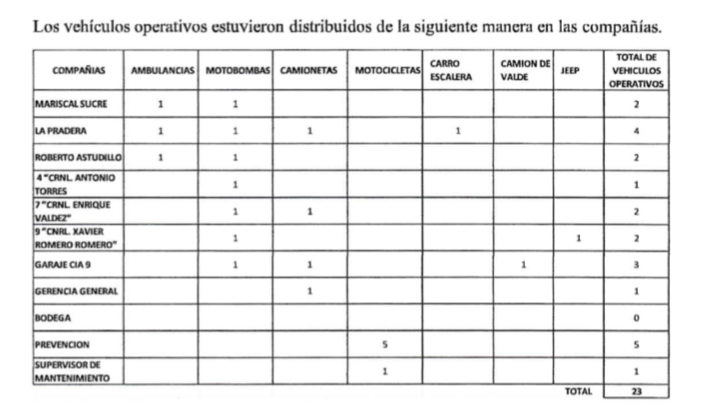 Los vehículos operativos estuvieron distribuidos de la siguiente manera en las compañías.
COMPAÑIAS AMBULANCIAS MOTOBOMBAS CAMIONETAS MOTOCICLETAS CARRO ESCALERA CAMION DE VALDE JEEP TOTAL DE VEHICULOS OPERATIVOS
MARISCAL SUCRE 1 1 2
LA PRADERA 1 1 1 1 4
ROBERTO ASTUDILLO 1 1 2
4 "CRNL. ANTONIO TORRES 1 1
7 "CRNL. ENRIQUE VALDEZ" 1 1 2
9 "CNRL. XAVIER ROMERO ROMERO" 1 1 2
GARAJE CIA 9 1 1 1 3
GERENCIA GENERAL 1 1
BODEGA 0
PREVENCION 5 5
SUPERVISOR DE MANTENIMIENTO 1 1
TOTAL 23